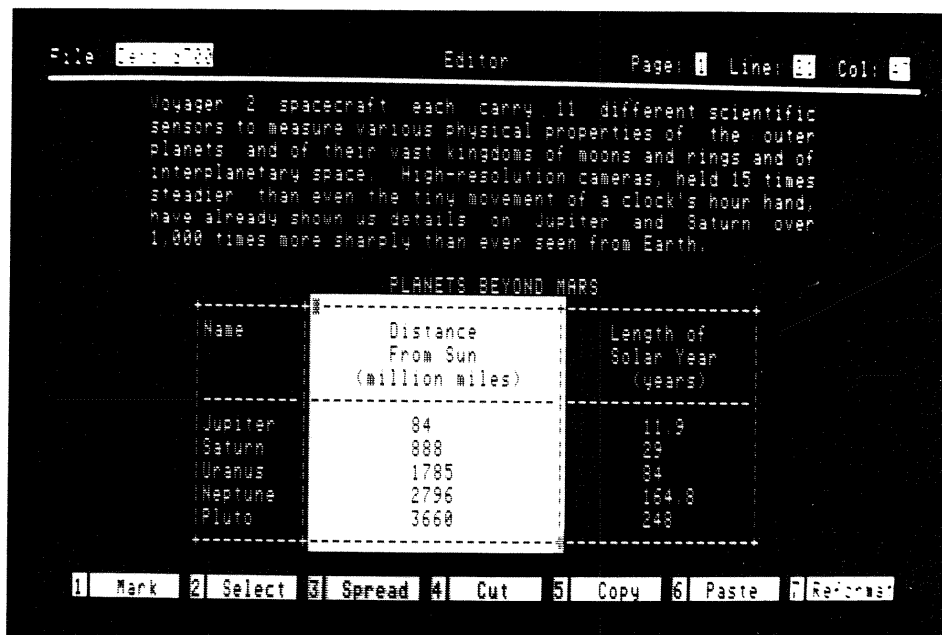 File Editor Page: 1 Line: Col:
Voyager 2 spacecraft each carry 11 different scientific
sensors to measure various physical properties of the outer
planets and of their vast kingdoms of moons and rings and of
interplanetary space. High-resolution cameras, held 15 times
steadier than even the tiny movement of a clock's hour hand,
have already shown us details on Jupiter and Saturn over
1,000 times more sharply than ever seen from Earth.
PLANETS BEYOND MARS
Name Distance Length of
From Sun Solar Year
(million miles) (years)
Jupiter 84 11.9
Saturn 888 29
Uranus 1785 84
Neptune 2796 164.8
Pluto 3660 248
1 Mark 2 Select 3 Spread 4 Cut 5 Copy 6 Paste 7 Reformat